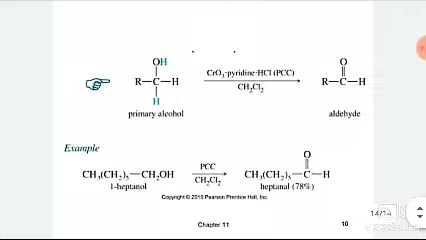 OH
R—C—H
H
CrO₃·pyridine·HCl (PCC)
CH₂Cl₂
O
R—C—H
primary alcohol
aldehyde
Example
CH₃(CH₂)₅—CH₂OH
1-heptanol
PCC
CH₂Cl₂
O
CH₃(CH₂)₅—C—H
heptanal (78%)
Copyright © 2010 Pearson Prentice Hall, Inc.
Chapter 11
10
14/14